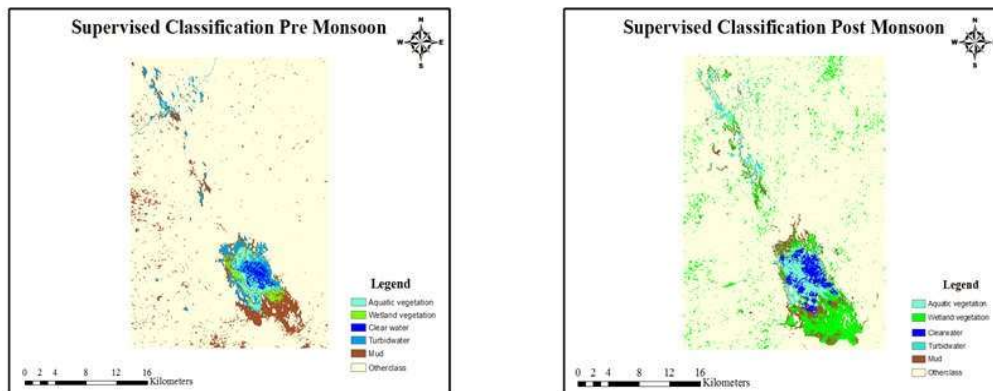 Supervised Classification Pre Monsoon
N
W E
S
Legend
Aquatic vegetation
Wetland vegetation
Clear water
Turbidwater
Mud
Otherclass
0 2 4 8 12 16
Kilometers
Supervised Classification Post Monsoon
N
W E
S
Legend
Aquatic vegetation
Wetland vegetation
Clearwater
Turbidwater
Mud
Otherclass
0 2 4 8 12 16
Kilometers